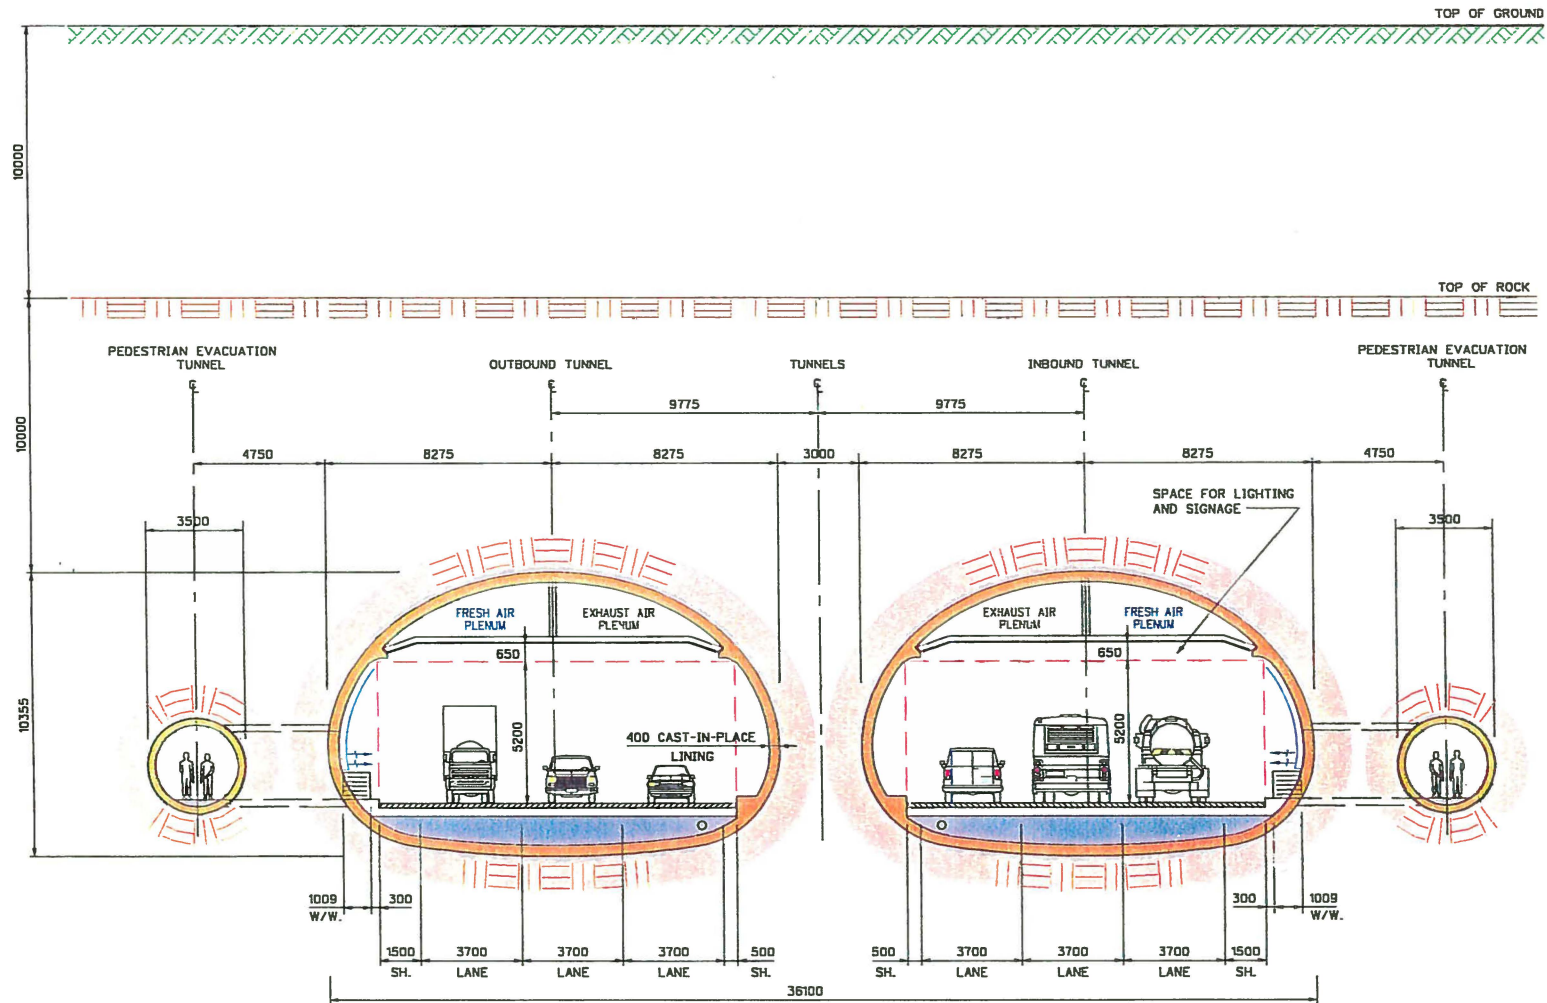 TOP OF GROUND
10000
TOP OF ROCK
PEDESTRIAN EVACUATION
TUNNEL
OUTBOUND TUNNEL
TUNNELS
INBOUND TUNNEL
PEDESTRIAN EVACUATION
TUNNEL
9775
9775
10000
4750
8275
8275
3000
8275
8275
4750
SPACE FOR LIGHTING
AND SIGNAGE
3500
3500
FRESH AIR
PLENUM
EXHAUST AIR
PLENUM
EXHAUST AIR
PLENUM
FRESH AIR
PLENUM
650
650
10355
5200
400 CAST-IN-PLACE
LINING
5200
1009
W/W.
300
300
1009
W/W.
1500
SH.
3700
LANE
3700
LANE
3700
LANE
500
SH.
500
SH.
3700
LANE
3700
LANE
3700
LANE
1500
SH.
36100